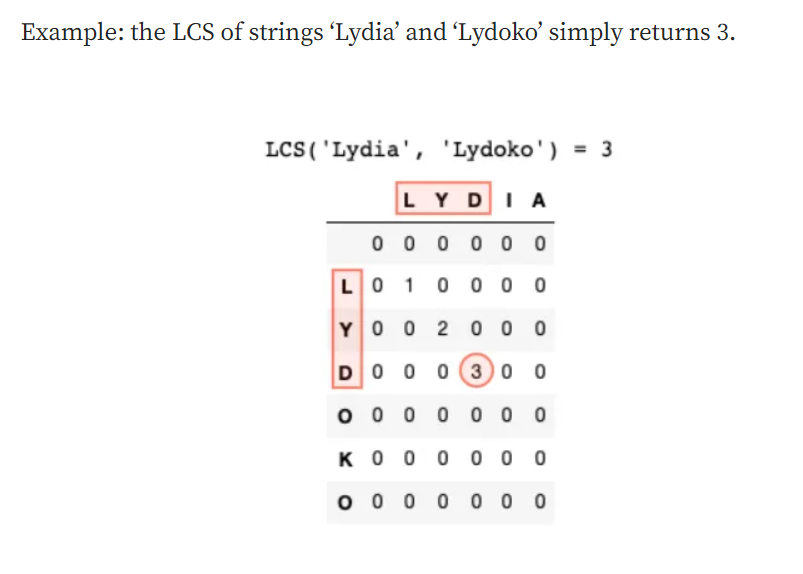 Example: the LCS of strings ‘Lydia’ and ‘Lydoko’ simply returns 3.
LCS('Lydia', 'Lydoko') = 3
L Y D I A
0 0 0 0 0 0
L 0 1 0 0 0 0
Y 0 0 2 0 0 0
D 0 0 0 3 0 0
O 0 0 0 0 0 0
K 0 0 0 0 0 0
O 0 0 0 0 0 0